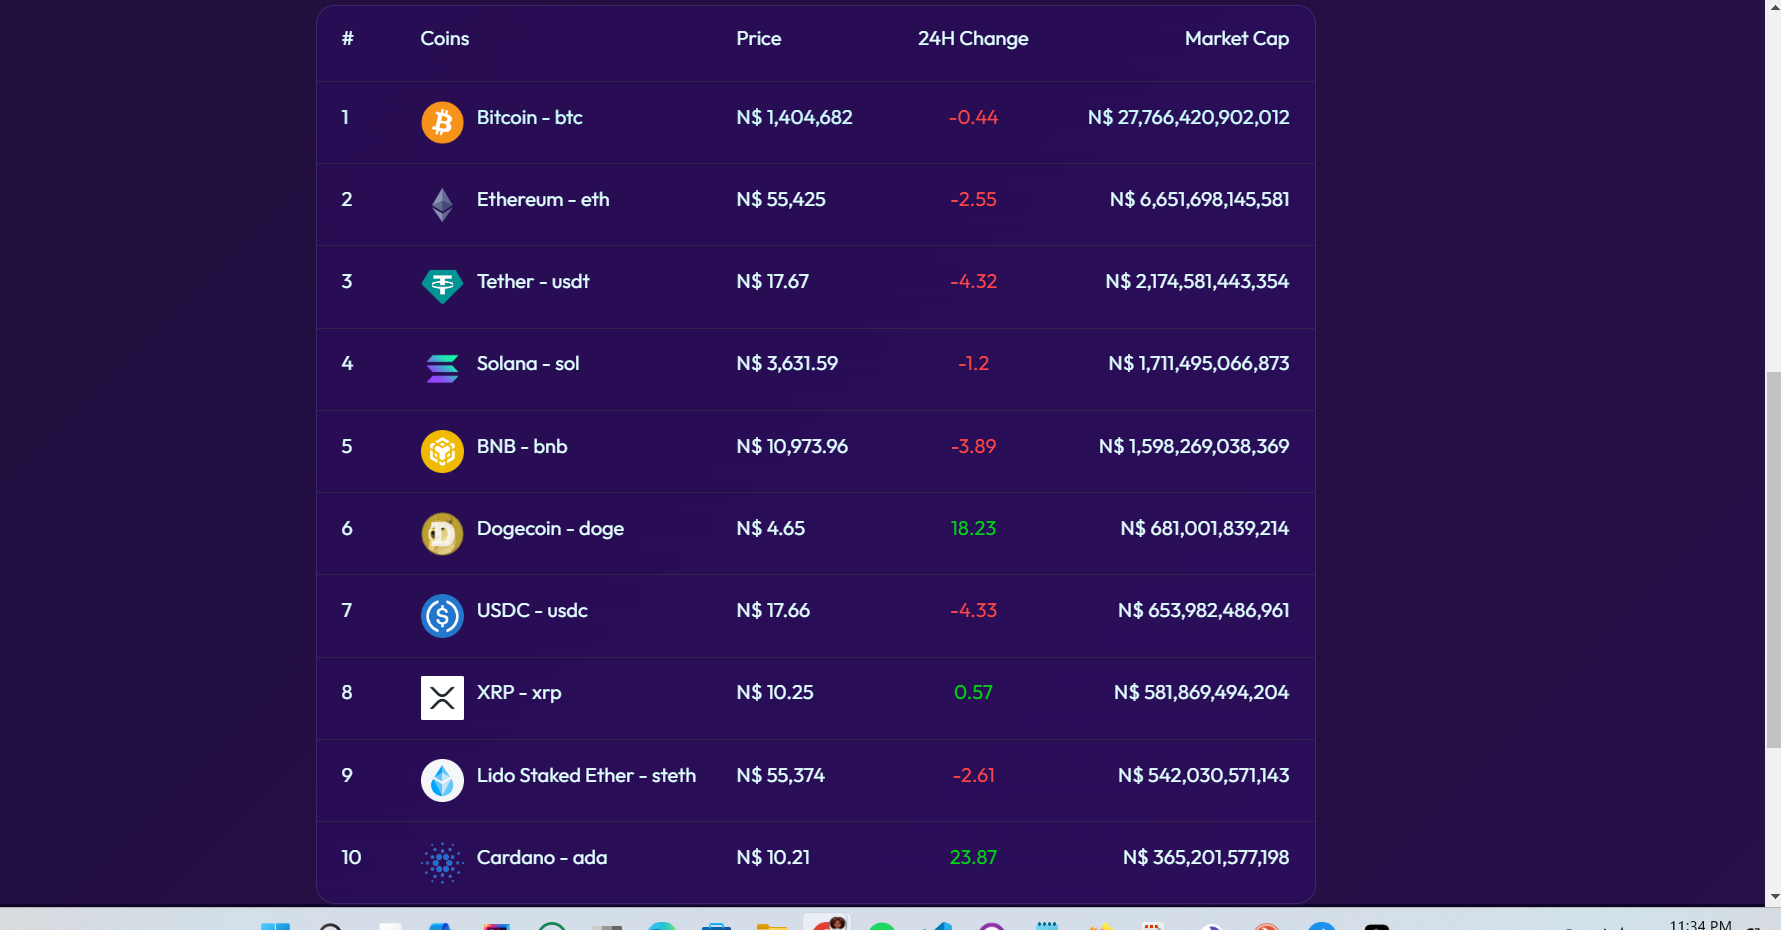 # Coins Price 24H Change Market Cap
1 Bitcoin - btc N$ 1,404,682 -0.44 N$ 27,766,420,902,012
2 Ethereum - eth N$ 55,425 -2.55 N$ 6,651,698,145,581
3 Tether - usdt N$ 17.67 -4.32 N$ 2,174,581,443,354
4 Solana - sol N$ 3,631.59 -1.2 N$ 1,711,495,066,873
5 BNB - bnb N$ 10,973.96 -3.89 N$ 1,598,269,038,369
6 Dogecoin - doge N$ 4.65 18.23 N$ 681,001,839,214
7 USDC - usdc N$ 17.66 -4.33 N$ 653,982,486,961
8 XRP - xrp N$ 10.25 0.57 N$ 581,869,494,204
9 Lido Staked Ether - steth N$ 55,374 -2.61 N$ 542,030,571,143
10 Cardano - ada N$ 10.21 23.87 N$ 365,201,577,198
11:34 PM